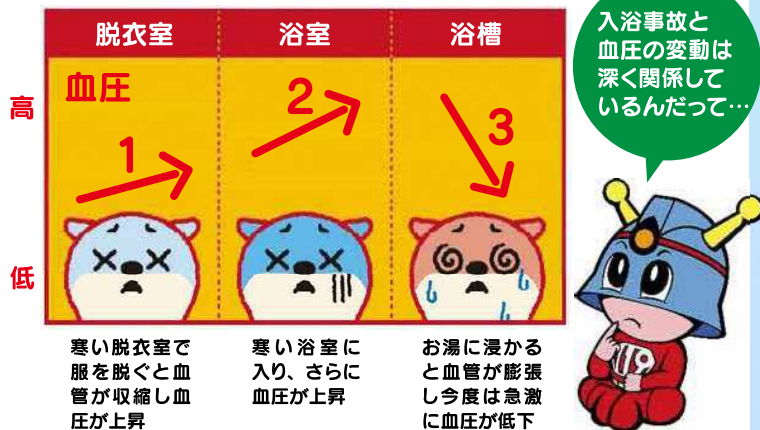 脱衣室
浴室
浴槽
血圧
高
低
1
2
3
入浴事故と
血圧の変動は
深く関係して
いるんだって…
寒い脱衣室で
服を脱ぐと血
管が収縮し血
圧が上昇
寒い浴室に
入り、さらに
血圧が上昇
お湯に浸かる
と血管が膨張
し今度は急激
に血圧が低下
119